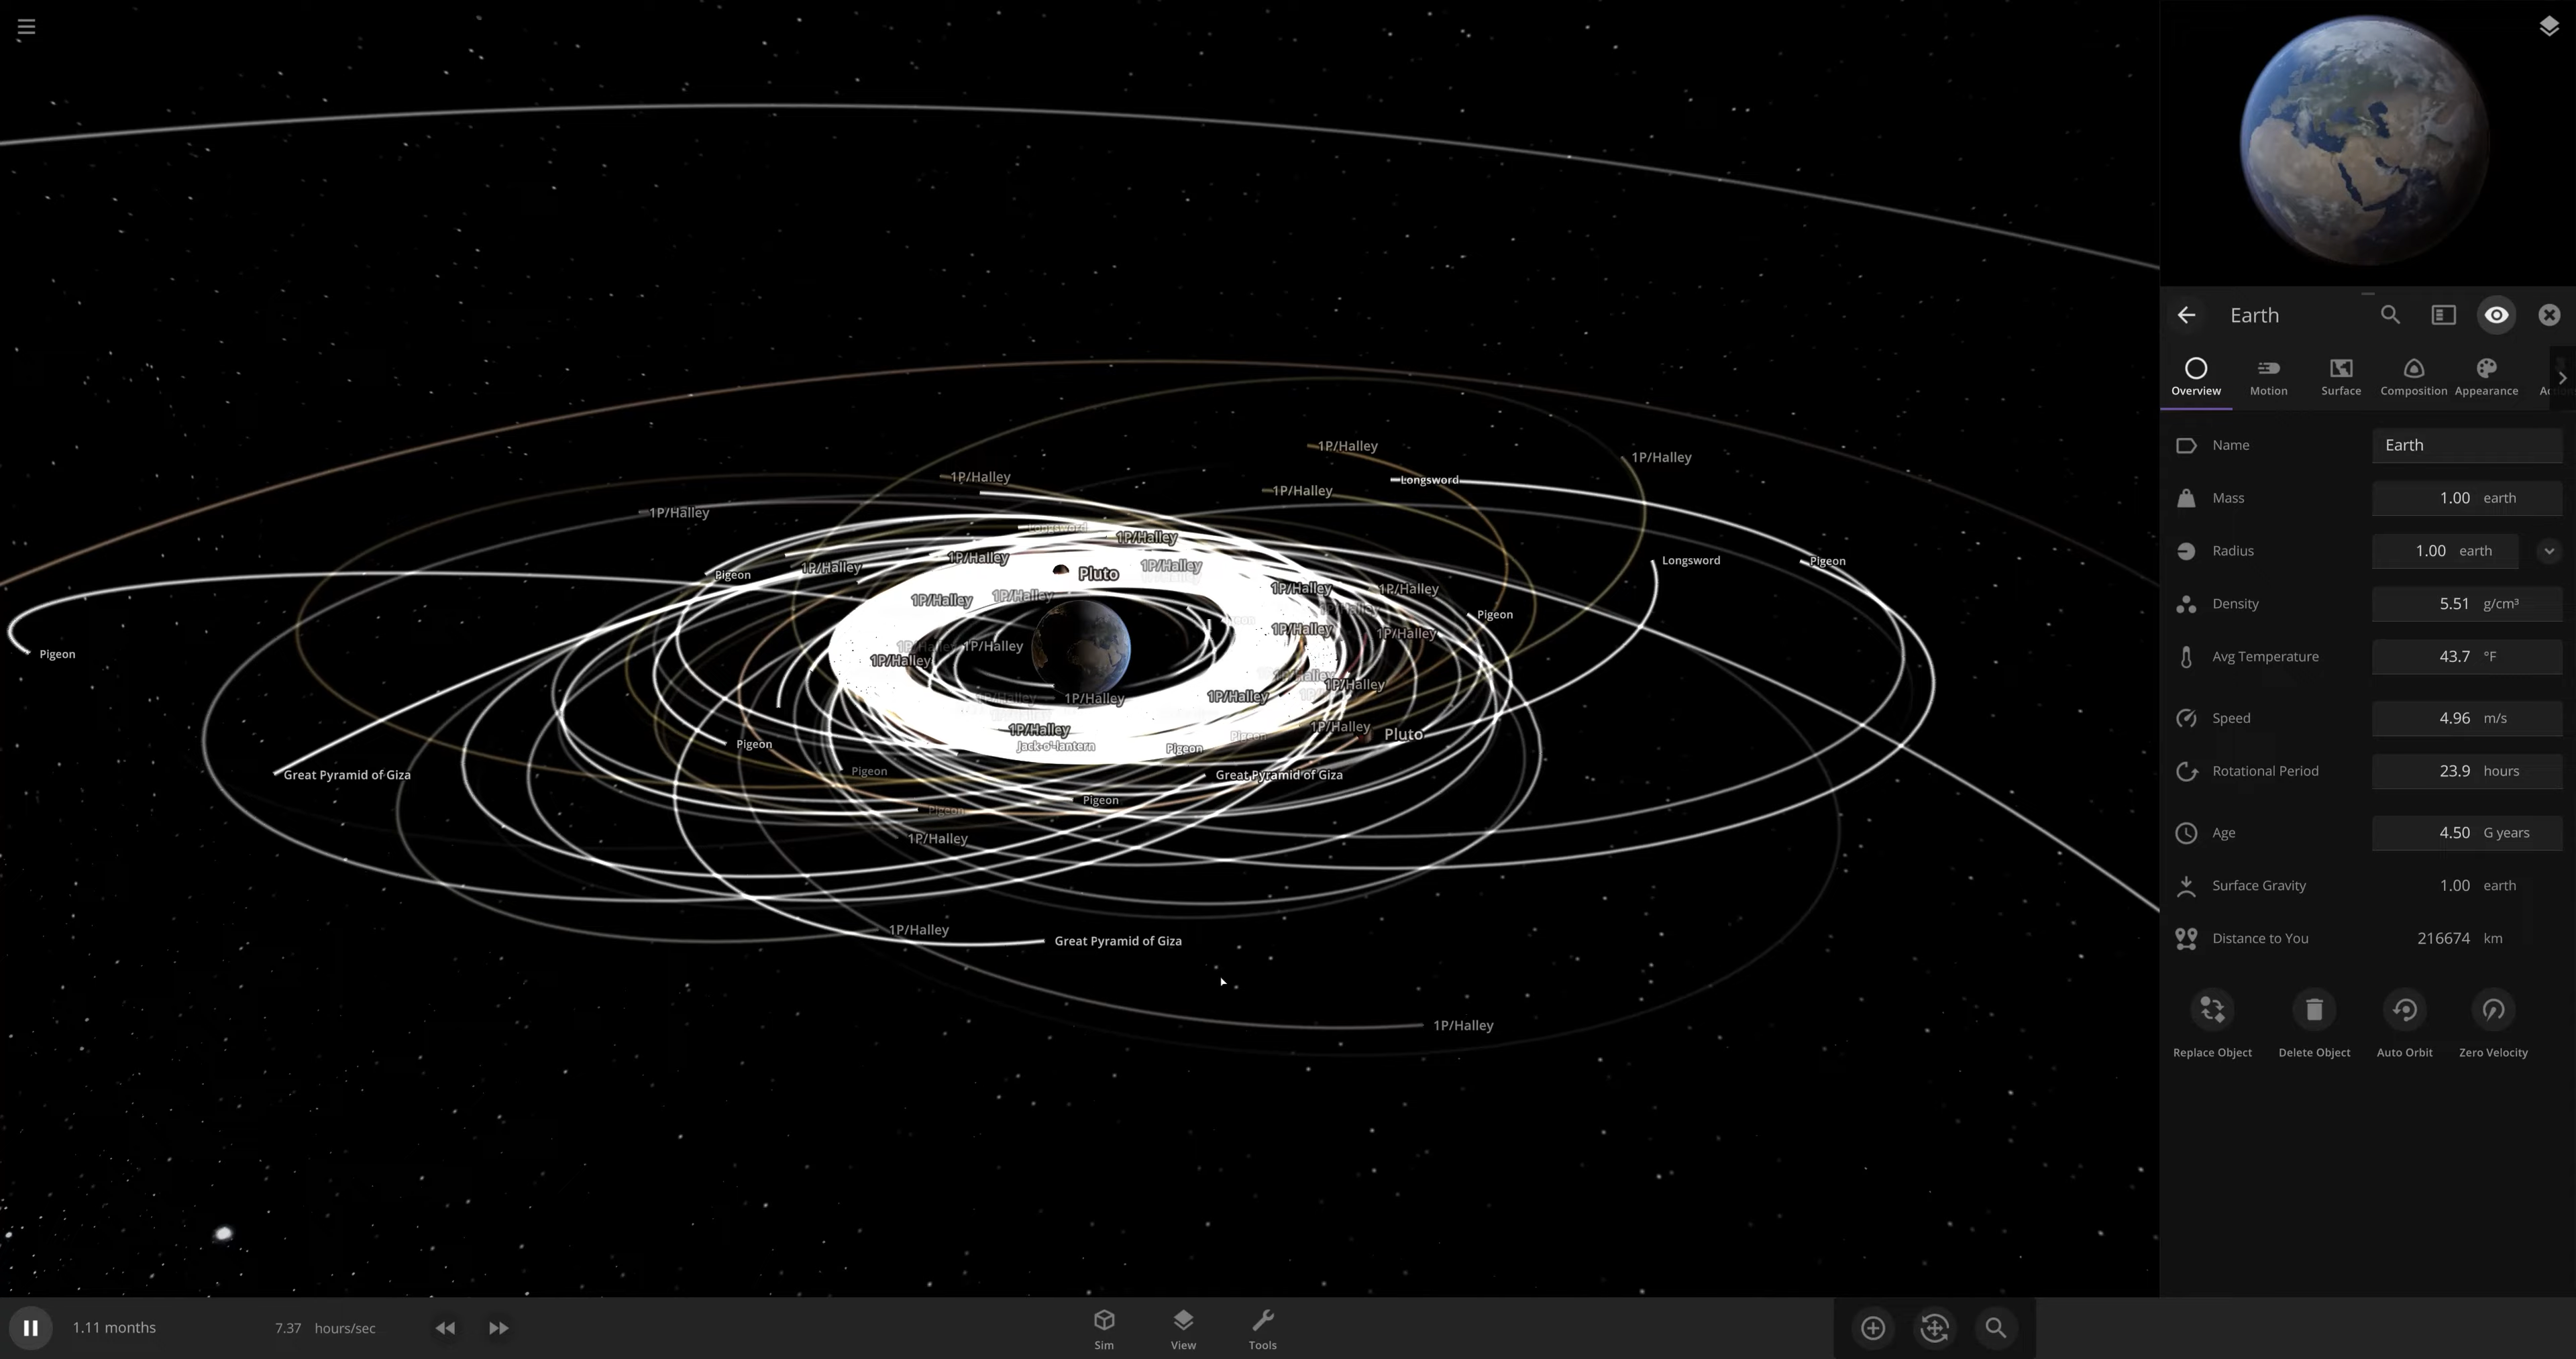 1P/Halley
1P/Halley
1P/Halley
Longsword
1P/Halley
1P/Halley
Longsword
1P/Halley
1P/Halley
Longsword
Pigeon
1P/Halley
1P/Halley
Pluto
Pigeon
1P/Halley
1P/Halley
1P/Halley
1P/Halley
1P/Halley
Pigeon
1P/Halley
1P/Halley
1P/Halley
Pigeon
1P/Halley
1P/Halley
1P/Halley
1P/Halley
1P/Halley
1P/Halley
1P/Halley
Pluto
Pigeon
Jack-o'-lantern
Pigeon
Pigeon
Pigeon
Great Pyramid of Giza
Great Pyramid of Giza
Pigeon
Pigeon
1P/Halley
1P/Halley
Great Pyramid of Giza
1P/Halley
Earth
Overview
Motion
Surface
Composition
Appearance
Name Earth
Mass 1.00 earth
Radius 1.00 earth
Density 5.51 g/cm³
Avg Temperature 43.7 °F
Speed 4.96 m/s
Rotational Period 23.9 hours
Age 4.50 G years
Surface Gravity 1.00 earth
Distance to You 216674 km
Replace Object
Delete Object
Auto Orbit
Zero Velocity
1.11 months
7.37 hours/sec
Sim
View
Tools